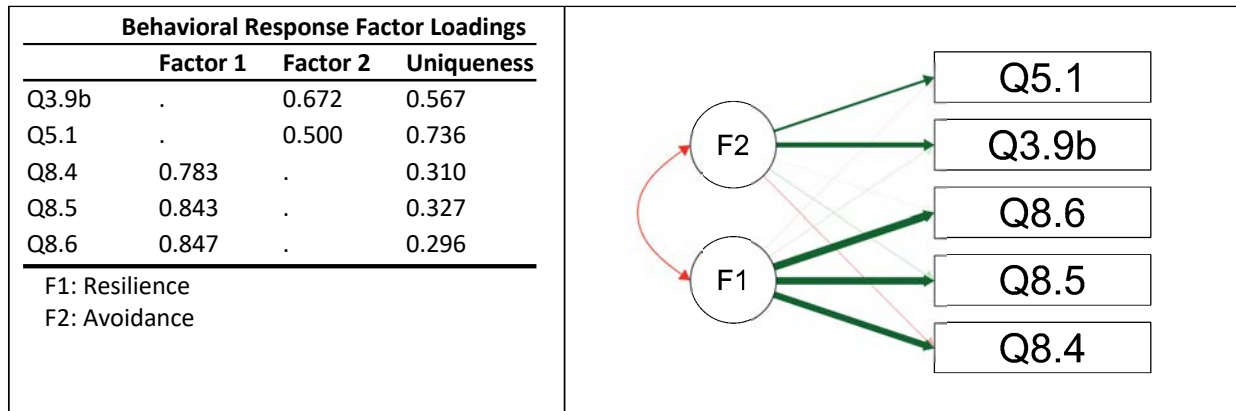 Behavioral Response Factor Loadings
Factor 1 Factor 2 Uniqueness
Q3.9b . 0.672 0.567
Q5.1 . 0.500 0.736
Q8.4 0.783 . 0.310
Q8.5 0.843 . 0.327
Q8.6 0.847 . 0.296
F1: Resilience
F2: Avoidance
Q5.1
F2
Q3.9b
Q8.6
F1
Q8.5
Q8.4